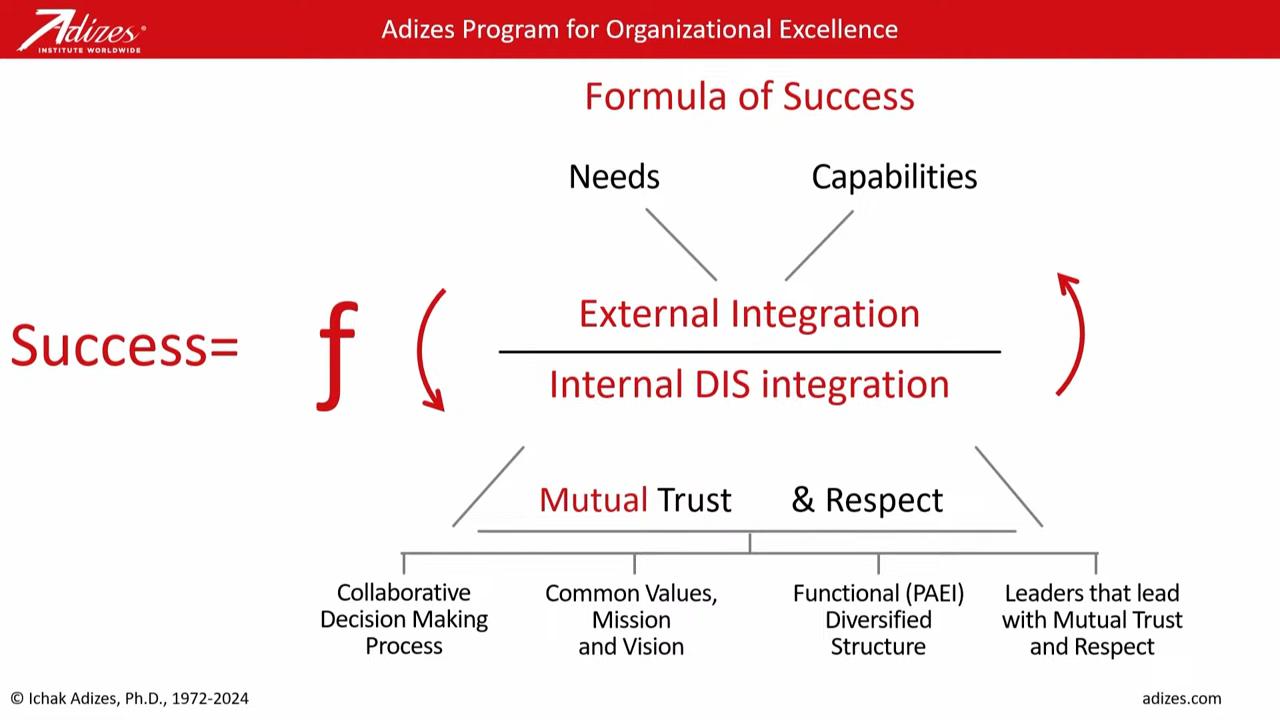 Adizes®
INSTITUTE WORLDWIDE
Adizes Program for Organizational Excellence
Formula of Success
Needs
Capabilities
Success= ƒ
External Integration
Internal DIS integration
Mutual Trust & Respect
Collaborative
Decision Making
Process
Common Values,
Mission
and Vision
Functional (PAEI)
Diversified
Structure
Leaders that lead
with Mutual Trust
and Respect
© Ichak Adizes, Ph.D., 1972-2024
adizes.com